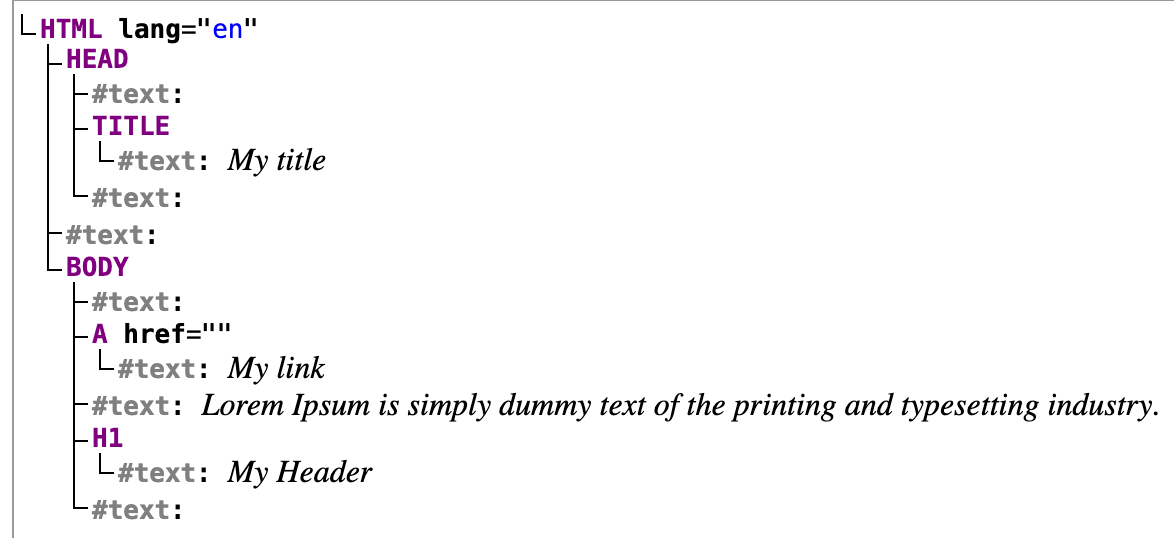 HTML lang="en"
HEAD
#text:
TITLE
#text: My title
#text:
#text:
BODY
#text:
A href=""
#text: My link
#text: Lorem Ipsum is simply dummy text of the printing and typesetting industry.
H1
#text: My Header
#text: